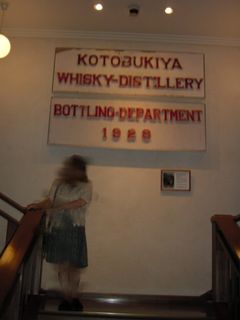 KOTOBUKIYA
WHISKY-DISTILLERY
BOTTLING-DEPARTMENT
1929